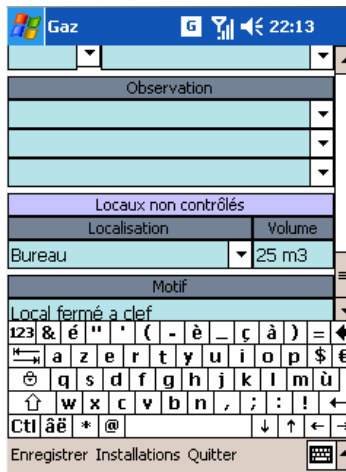 Gaz G 22:13
Observation
Locaux non contrôlés
Localisation Volume
Bureau 25 m3
Motif
Local fermé a clef
123 & é " ' ( - è _ ç à ) =
a z e r t y u i o p $ €
q s d f g h j k l m ù
w x c v b n , ; : !
Ctl âë * @
Enregistrer Installations Quitter